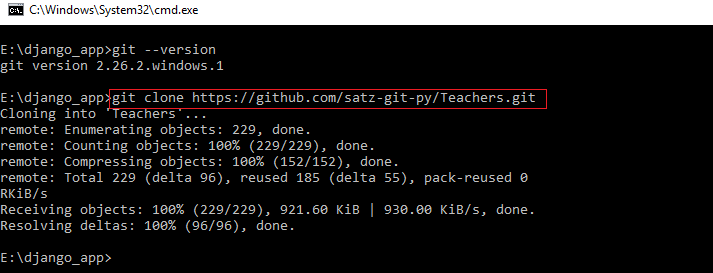 C:\Windows\System32\cmd.exe
E:\django_app>git --version
git version 2.26.2.windows.1
E:\django_app>git clone https://github.com/satz-git-py/Teachers.git
Cloning into 'Teachers'...
remote: Enumerating objects: 229, done.
remote: Counting objects: 100% (229/229), done.
remote: Compressing objects: 100% (152/152), done.
remote: Total 229 (delta 96), reused 185 (delta 55), pack-reused 0
RKiB/s
Receiving objects: 100% (229/229), 921.60 KiB | 930.00 KiB/s, done.
Resolving deltas: 100% (96/96), done.
E:\django_app>